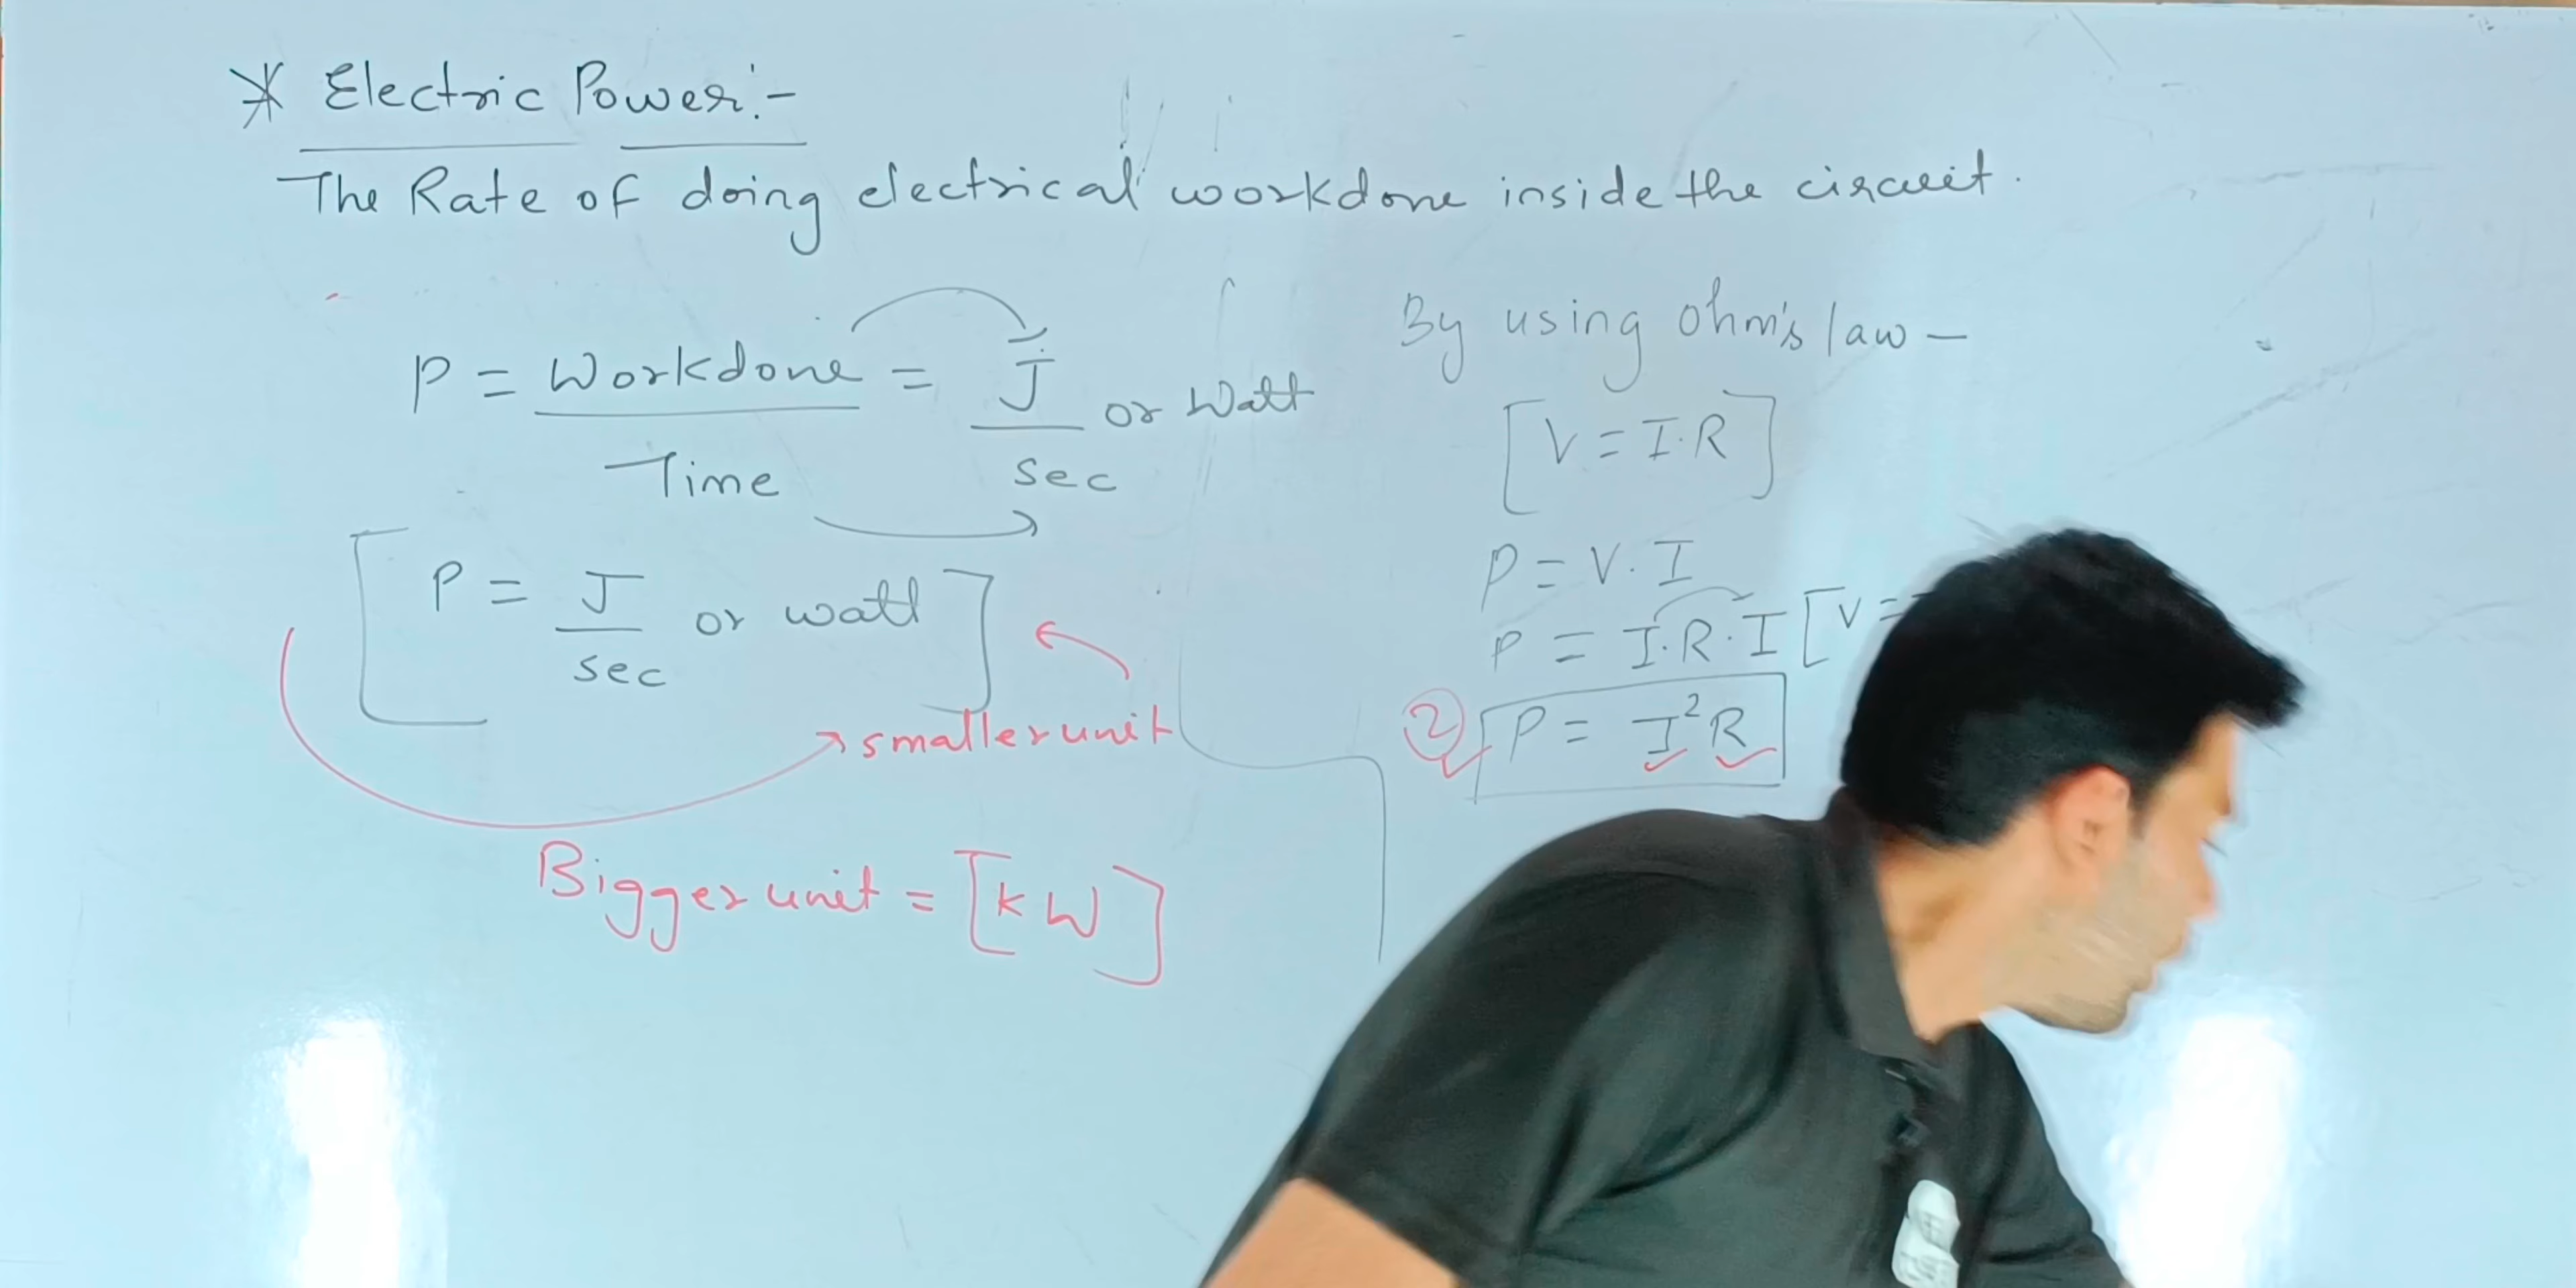 * Electric Power :-
The Rate of doing electrical workdone inside the circuit.
P = Workdone / Time = J / sec or Watt
[P = J / sec or watt]
smaller unit
Bigger unit = [kW]
By using Ohm's law —
[V = I.R]
P = V.I
P = I.R.I [V =
② P = I²R